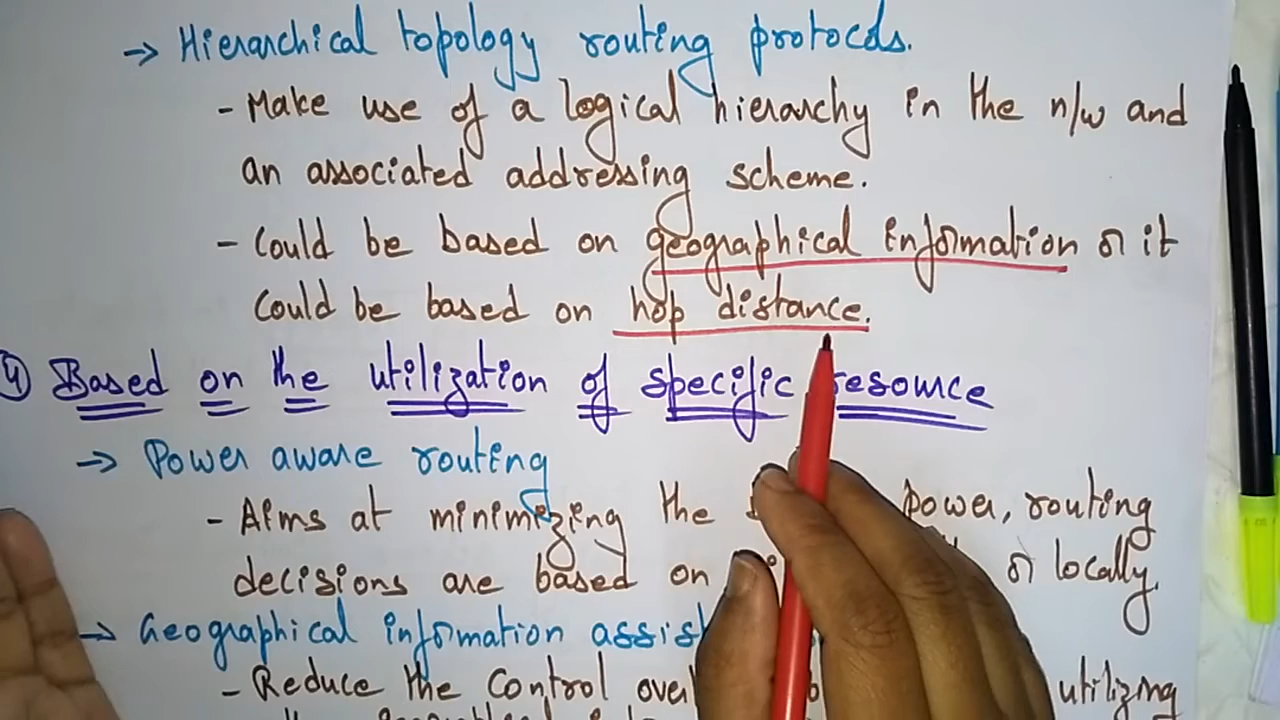 → Hierarchical topology routing protocols.
- Make use of a logical hierarchy in the n/w and
an associated addressing scheme.
- Could be based on geographical information or it
could be based on hop distance.
4) Based on the utilization of specific resource
→ Power aware routing
- Aims at minimizing the power, routing
decisions are based on or locally.
→ Geographical information
- Reduce the control utilizing